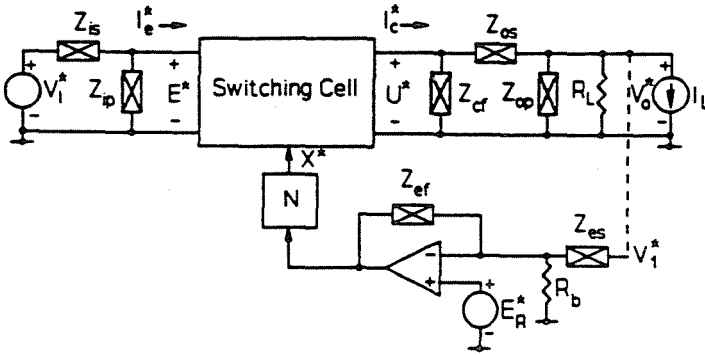 Z_is
I_e*
I_c*
Z_os
+
V_I*
-
Z_ip
+
E*
-
Switching Cell
+
U*
-
Z_cf
Z_op
R_L
+
V_o*
-
I_L
X*
N
Z_ef
-
+
Z_es
V_1*
R_b
+
E_R*
-